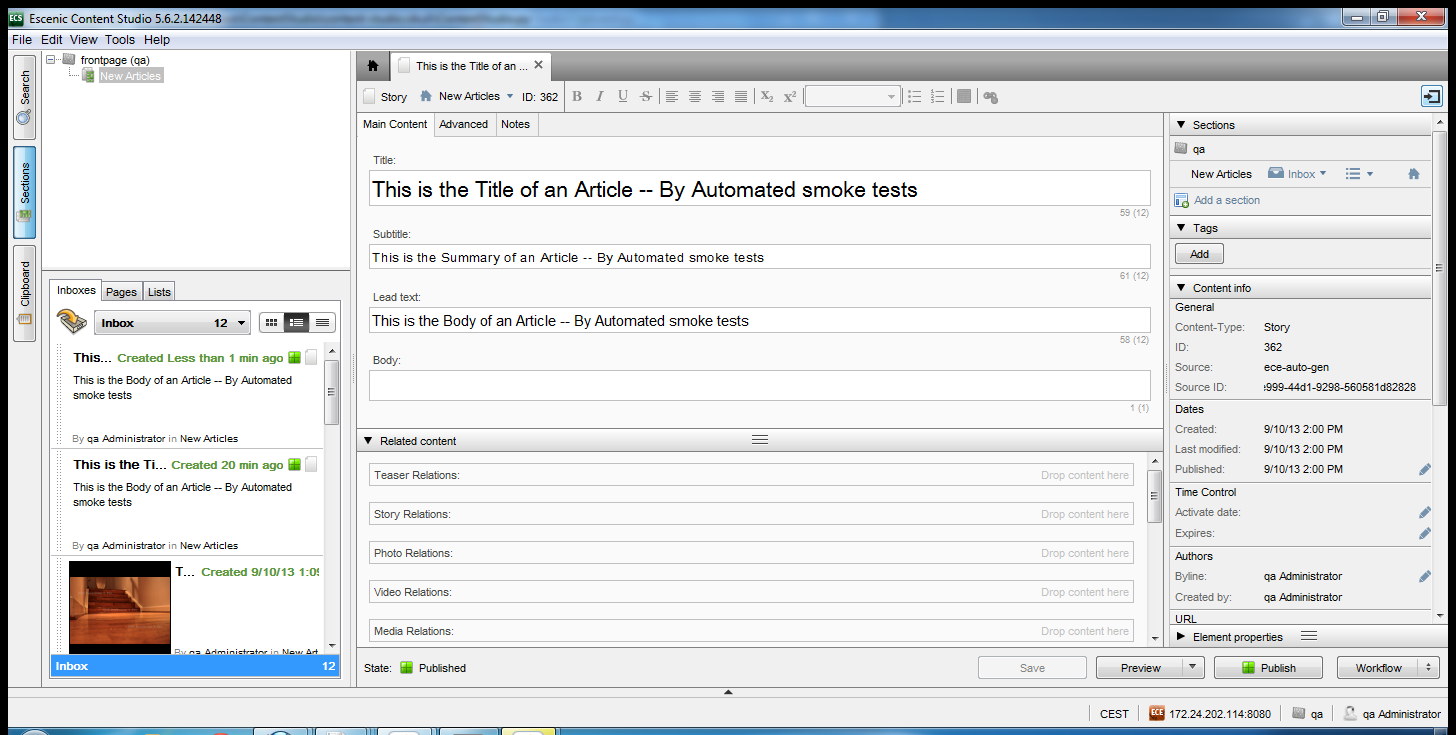 ECS Escenic Content Studio 5.6.2.142448
File Edit View Tools Help
Search
Sections
Clipboard
frontpage (qa)
New Articles
Inboxes Pages Lists
Inbox 12
This... Created Less than 1 min ago
This is the Body of an Article -- By Automated
smoke tests
By qa Administrator in New Articles
This is the Ti... Created 20 min ago
This is the Body of an Article -- By Automated
smoke tests
By qa Administrator in New Articles
T... Created 9/10/13 1:09
By qa Administrator in New Art
Inbox 12
This is the Title of an ...
Story New Articles ID: 362 B I U S X2 X2
Main Content Advanced Notes
Title:
This is the Title of an Article -- By Automated smoke tests
59 (12)
Subtitle:
This is the Summary of an Article -- By Automated smoke tests
61 (12)
Lead text:
This is the Body of an Article -- By Automated smoke tests
58 (12)
Body:
1 (1)
Related content
Teaser Relations: Drop content here
Story Relations: Drop content here
Photo Relations: Drop content here
Video Relations: Drop content here
Media Relations: Drop content here
State: Published Save Preview Publish Workflow
Sections
qa
New Articles Inbox
Add a section
Tags
Add
Content info
General
Content-Type: Story
ID: 362
Source: ece-auto-gen
Source ID: :999-44d1-9298-560581d82828
Dates
Created: 9/10/13 2:00 PM
Last modified: 9/10/13 2:00 PM
Published: 9/10/13 2:00 PM
Time Control
Activate date:
Expires:
Authors
Byline: qa Administrator
Created by: qa Administrator
URL
Element properties
CEST ECE 172.24.202.114:8080 qa qa Administrator